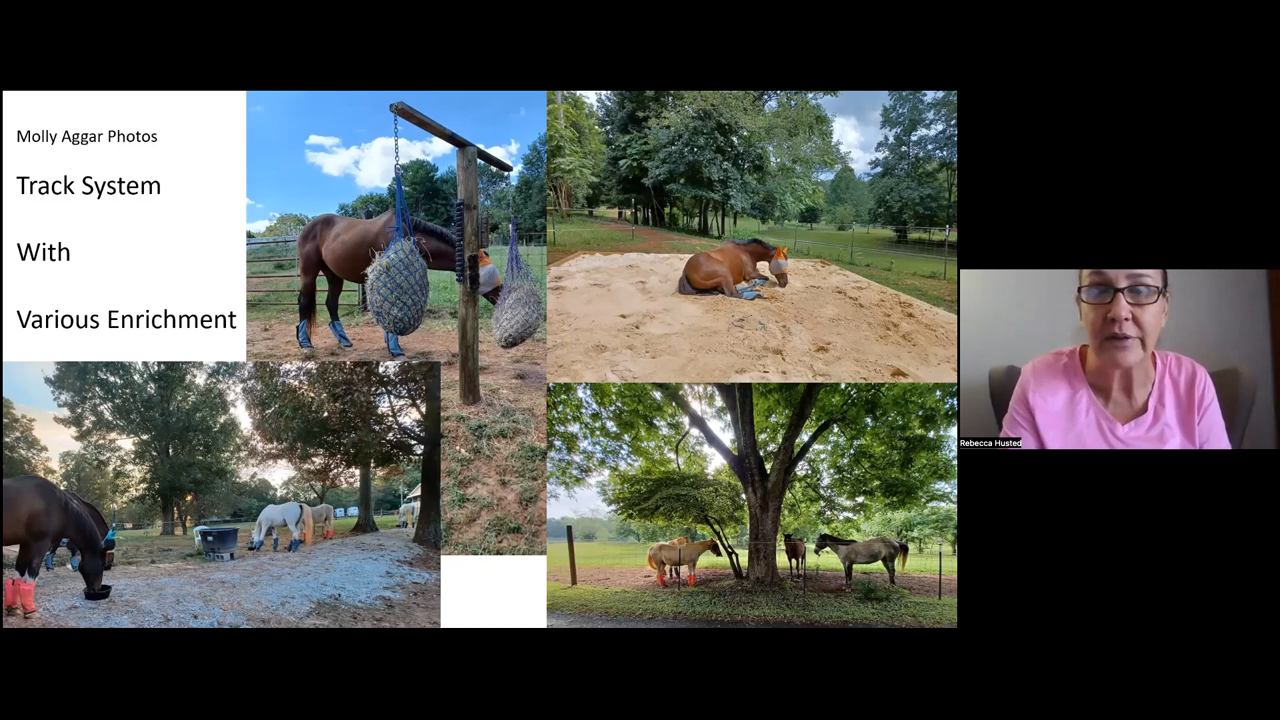 Molly Aggar Photos
Track System
With
Various Enrichment
Rebecca Husted